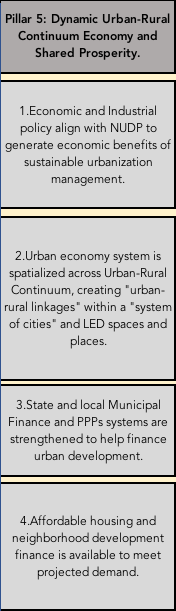 Pillar 5: Dynamic Urban-Rural
Continuum Economy and
Shared Prosperity.
1.Economic and Industrial
policy align with NUDP to
generate economic benefits of
sustainable urbanization
management.
2.Urban economy system is
spatialized across Urban-Rural
Continuum, creating "urban-
rural linkages" within a "system
of cities" and LED spaces and
places.
3.State and local Municipal
Finance and PPPs systems are
strengthened to help finance
urban development.
4.Affordable housing and
neighborhood development
finance is available to meet
projected demand.